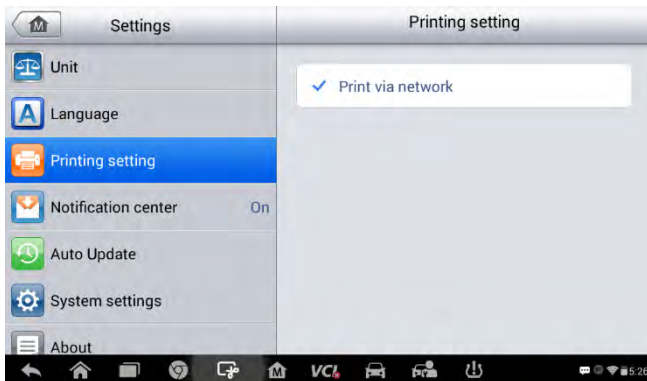 Settings
Printing setting
Unit
Print via network
Language
Printing setting
Notification center On
Auto Update
System settings
About
VCI
5:26